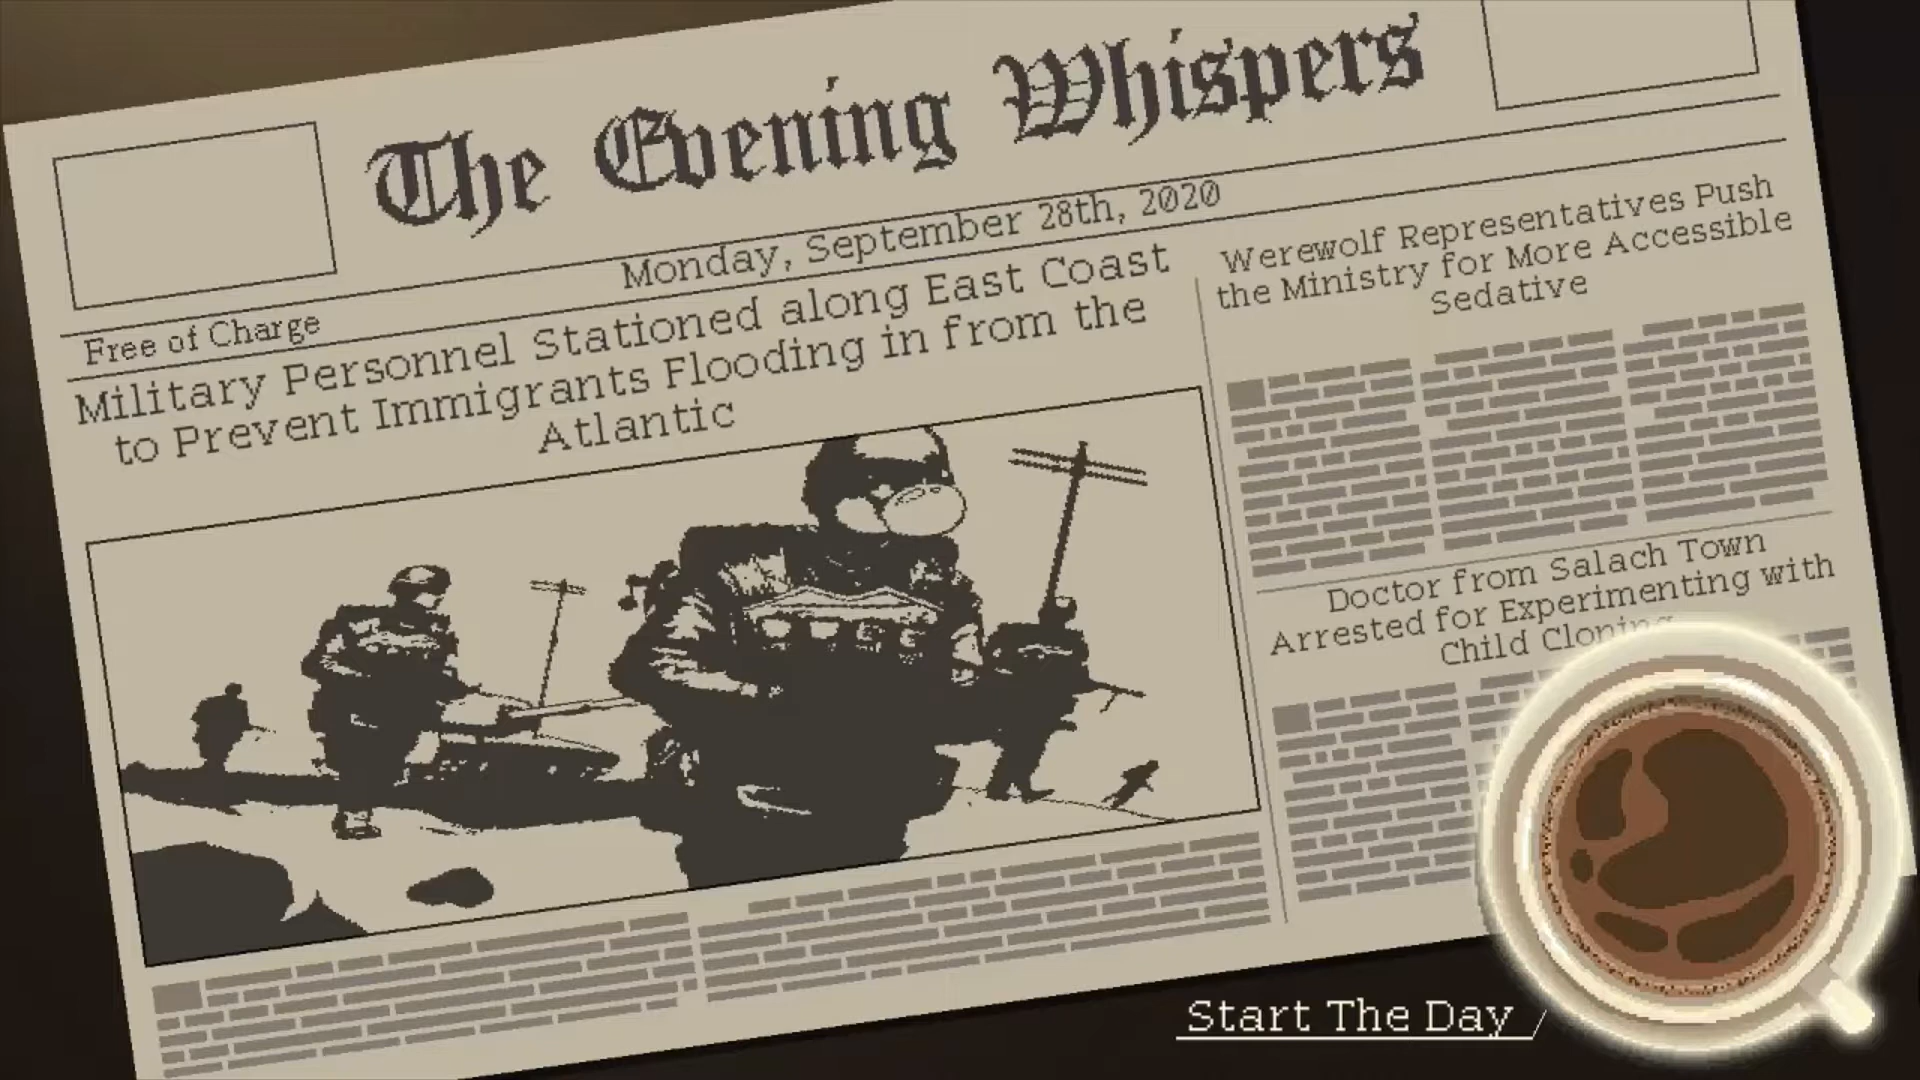 The Evening Whispers
Monday, September 28th, 2020
Free of Charge
Military Personnel Stationed along East Coast
to Prevent Immigrants Flooding in from the
Atlantic
Werewolf Representatives Push
the Ministry for More Accessible
Sedative
Doctor from Salach Town
Arrested for Experimenting with
Child Cloning
Start The Day